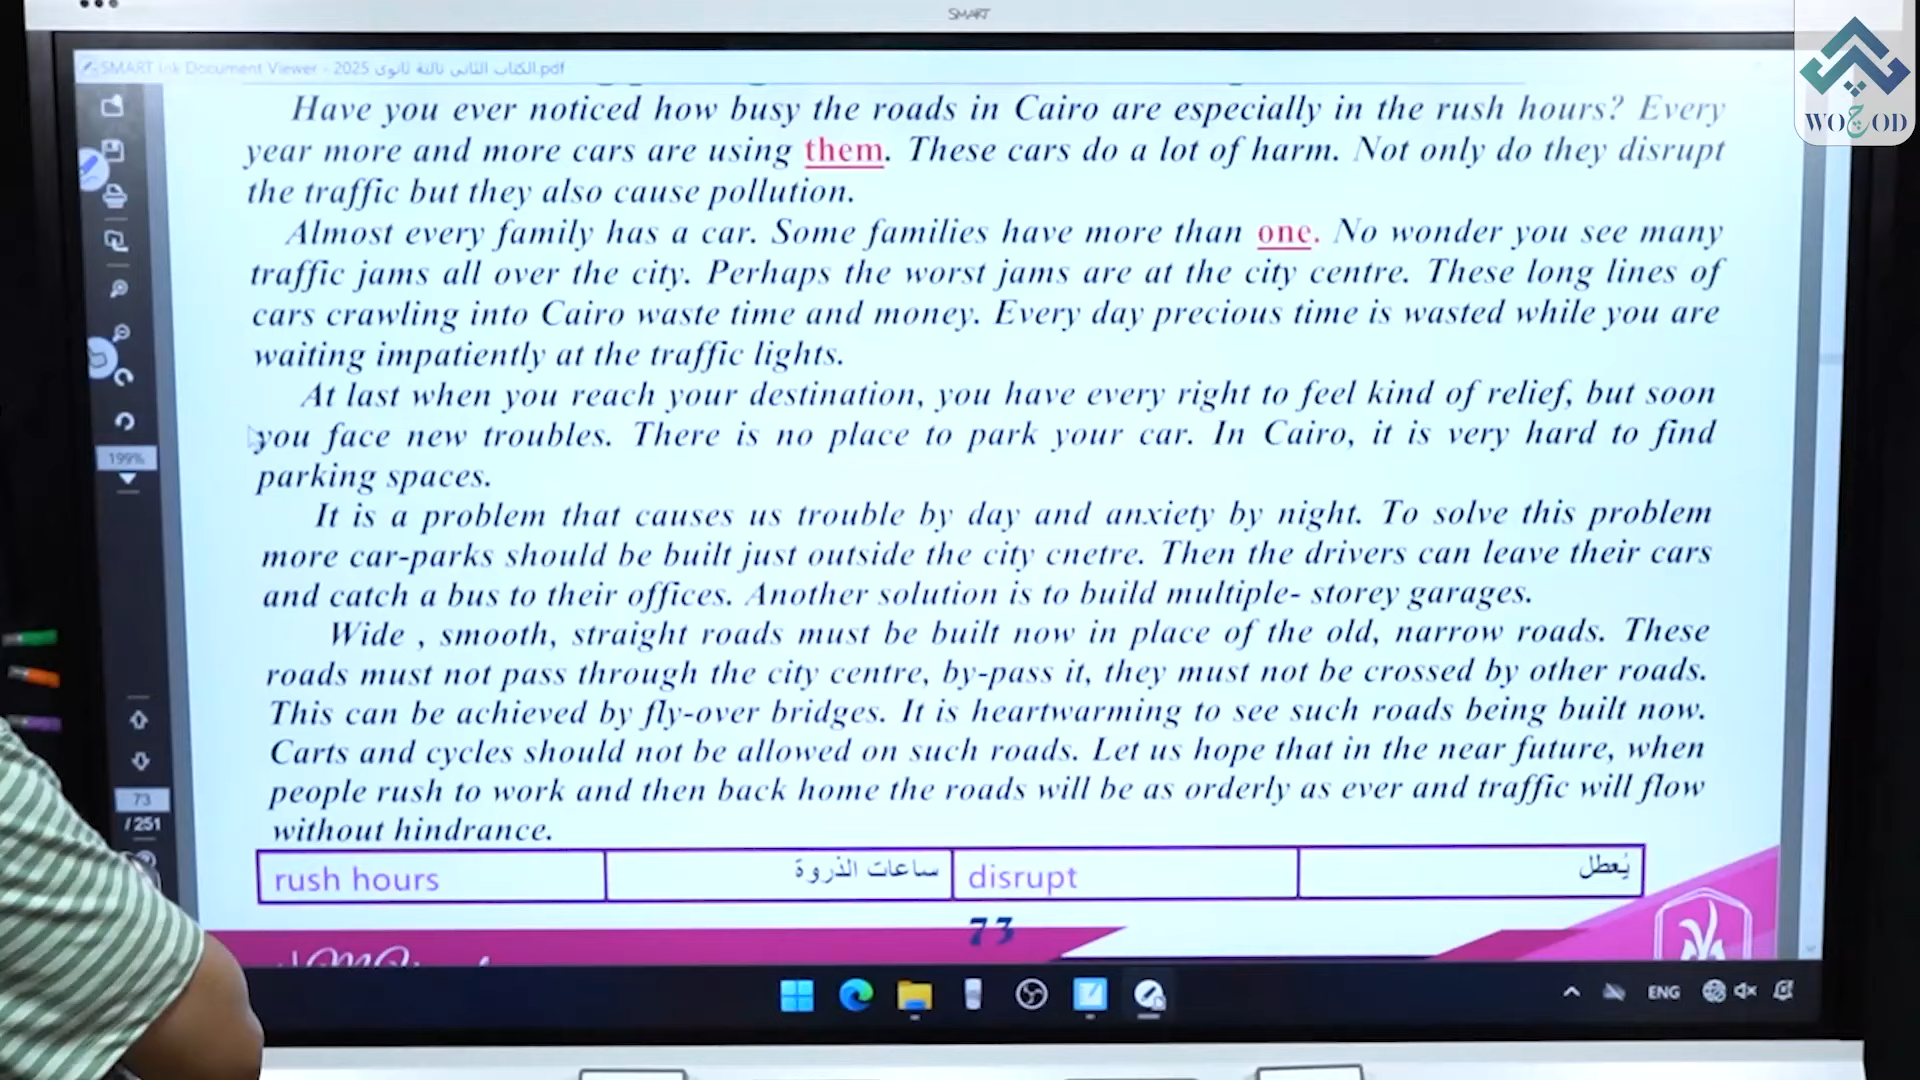 SMART
SMART Ink Document Viewer - الكتاب الثانى ثالثة ثانوى 2025.pdf
WOجOD
Have you ever noticed how busy the roads in Cairo are especially in the rush hours? Every
year more and more cars are using them. These cars do a lot of harm. Not only do they disrupt
the traffic but they also cause pollution.
Almost every family has a car. Some families have more than one. No wonder you see many
traffic jams all over the city. Perhaps the worst jams are at the city centre. These long lines of
cars crawling into Cairo waste time and money. Every day precious time is wasted while you are
waiting impatiently at the traffic lights.
At last when you reach your destination, you have every right to feel kind of relief, but soon
you face new troubles. There is no place to park your car. In Cairo, it is very hard to find
parking spaces.
199%
It is a problem that causes us trouble by day and anxiety by night. To solve this problem
more car-parks should be built just outside the city cnetre. Then the drivers can leave their cars
and catch a bus to their offices. Another solution is to build multiple- storey garages.
Wide , smooth, straight roads must be built now in place of the old, narrow roads. These
roads must not pass through the city centre, by-pass it, they must not be crossed by other roads.
This can be achieved by fly-over bridges. It is heartwarming to see such roads being built now.
Carts and cycles should not be allowed on such roads. Let us hope that in the near future, when
people rush to work and then back home the roads will be as orderly as ever and traffic will flow
without hindrance.
73
/ 251
rush hours ساعات الذروة disrupt يُعطل
73
ENG